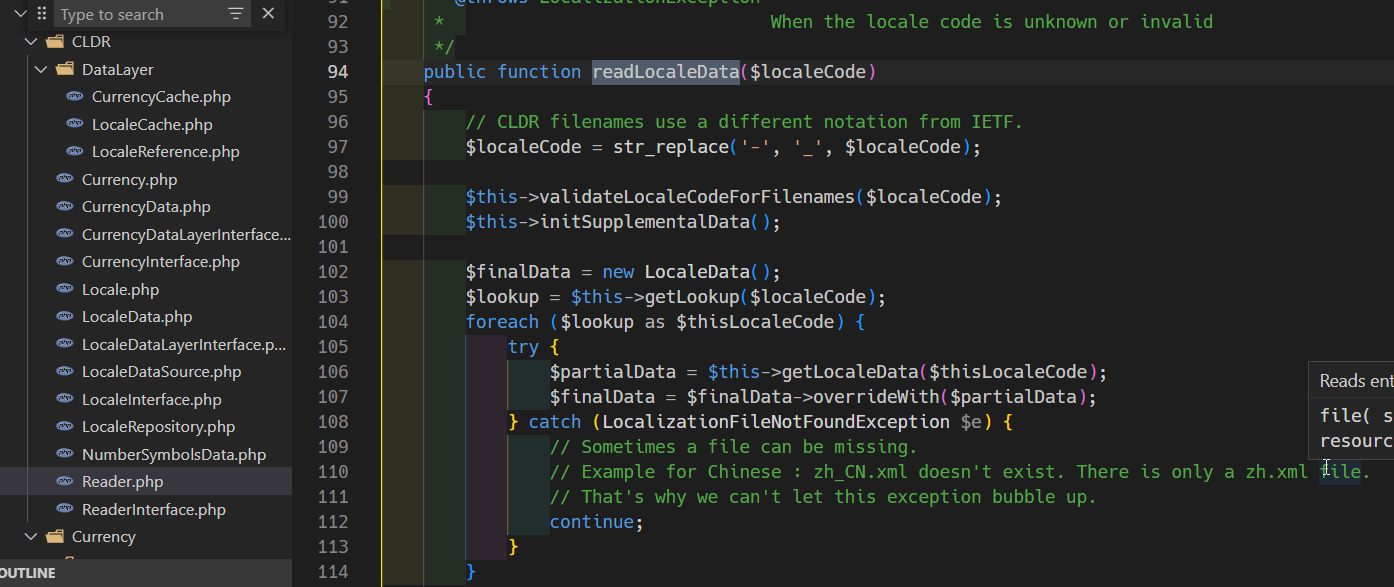 Type to search
CLDR
DataLayer
CurrencyCache.php
LocaleCache.php
LocaleReference.php
Currency.php
CurrencyData.php
CurrencyDataLayerInterface...
CurrencyInterface.php
Locale.php
LocaleData.php
LocaleDataLayerInterface.p...
LocaleDataSource.php
LocaleInterface.php
LocaleRepository.php
NumberSymbolsData.php
Reader.php
ReaderInterface.php
Currency
OUTLINE
91 * @throws LocalizationException
92 * When the locale code is unknown or invalid
93 */
94 public function readLocaleData($localeCode)
95 {
96 // CLDR filenames use a different notation from IETF.
97 $localeCode = str_replace('-', '_', $localeCode);
98
99 $this->validateLocaleCodeForFilenames($localeCode);
100 $this->initSupplementalData();
101
102 $finalData = new LocaleData();
103 $lookup = $this->getLookup($localeCode);
104 foreach ($lookup as $thisLocaleCode) {
105 try {
106 $partialData = $this->getLocaleData($thisLocaleCode);
107 $finalData = $finalData->overrideWith($partialData);
108 } catch (LocalizationFileNotFoundException $e) {
109 // Sometimes a file can be missing.
110 // Example for Chinese : zh_CN.xml doesn't exist. There is only a zh.xml file.
111 // That's why we can't let this exception bubble up.
112 continue;
113 }
114 }
Reads ent
file( s
resourc